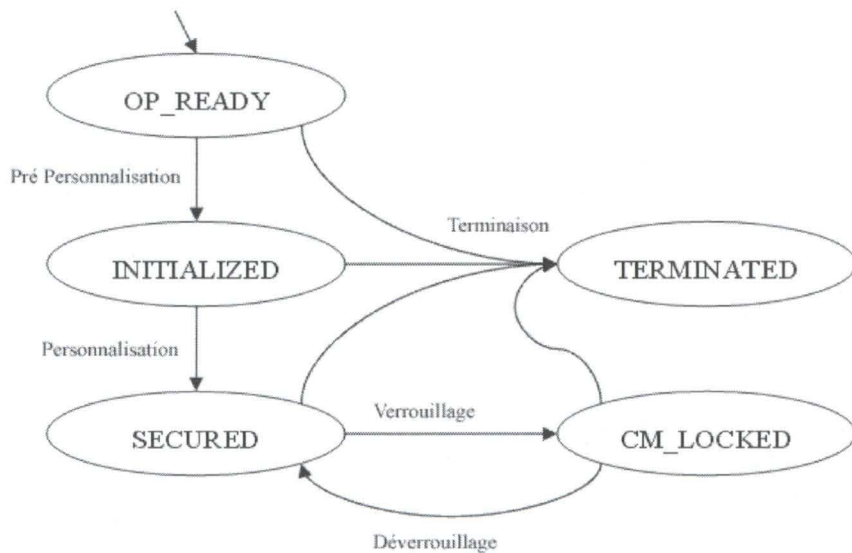 OP_READY
Pré Personnalisation
Terminaison
INITIALIZED
TERMINATED
Personnalisation
Verrouillage
SECURED
CM_LOCKED
Déverrouillage